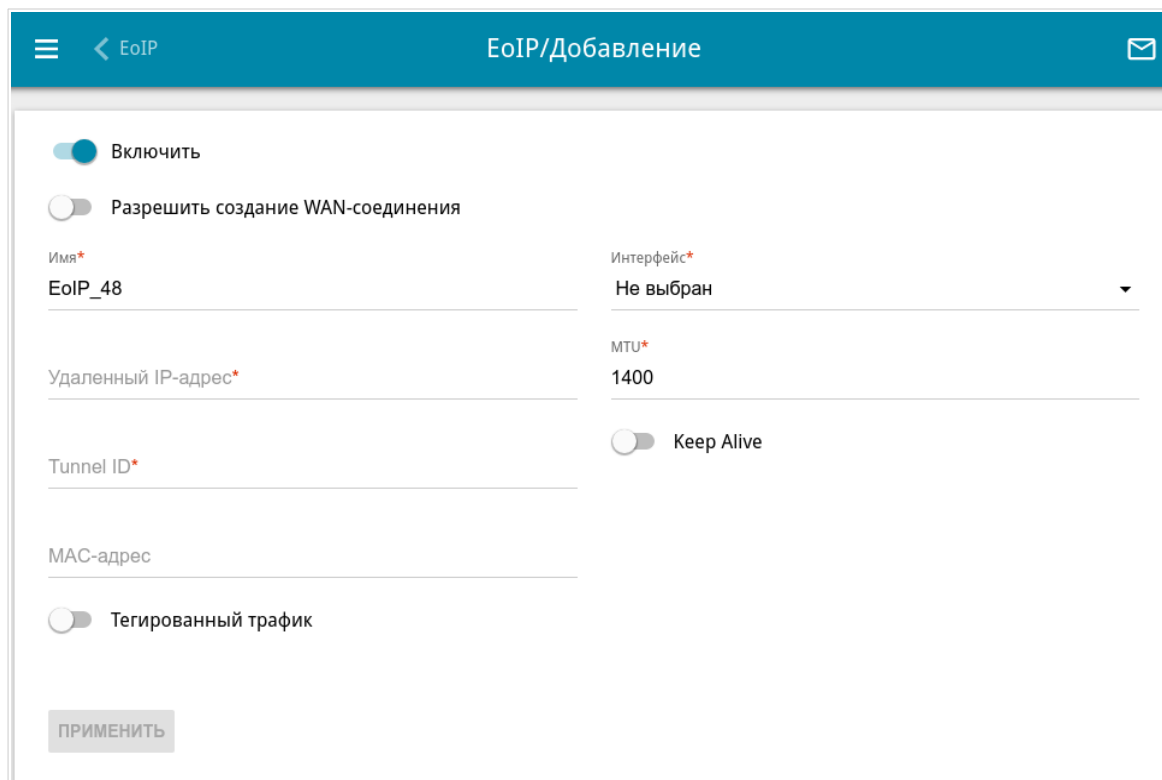 EoIP
EoIP/Добавление
Включить
Разрешить создание WAN-соединения
Имя*
EoIP_48
Интерфейс*
Не выбран
Удаленный IP-адрес*
MTU*
1400
Keep Alive
Tunnel ID*
MAC-адрес
Тегированный трафик
ПРИМЕНИТЬ